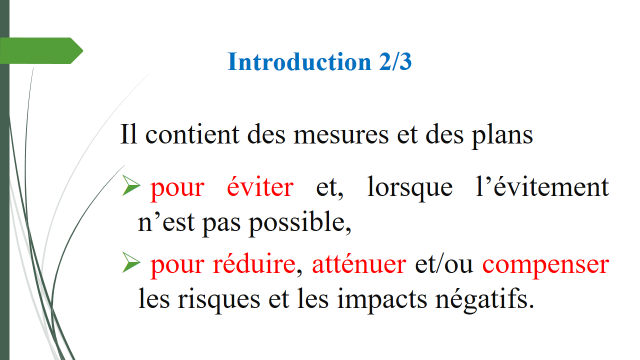 Introduction 2/3
Il contient des mesures et des plans
pour éviter et, lorsque l’évitement
n’est pas possible,
pour réduire, atténuer et/ou compenser
les risques et les impacts négatifs.